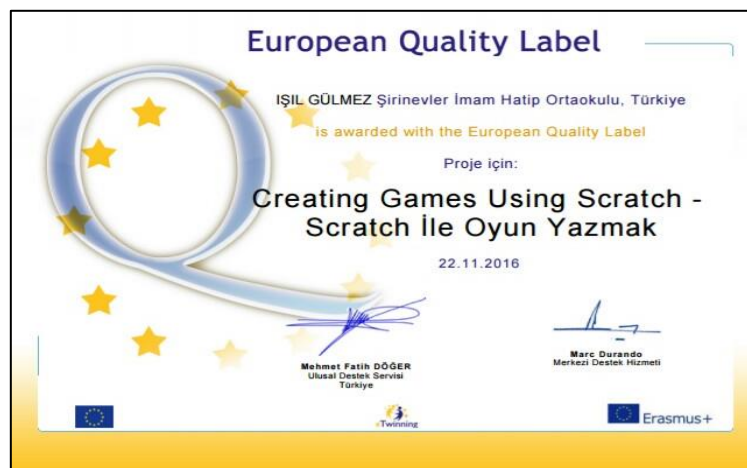 European Quality Label
IŞIL GÜLMEZ Şirinevler İmam Hatip Ortaokulu, Türkiye
is awarded with the European Quality Label
Proje için:
Creating Games Using Scratch -
Scratch İle Oyun Yazmak
22.11.2016
Mehmet Fatih DÖĞER
Ulusal Destek Servisi
Türkiye
Marc Durando
Merkezi Destek Hizmeti
eTwinning
Erasmus+